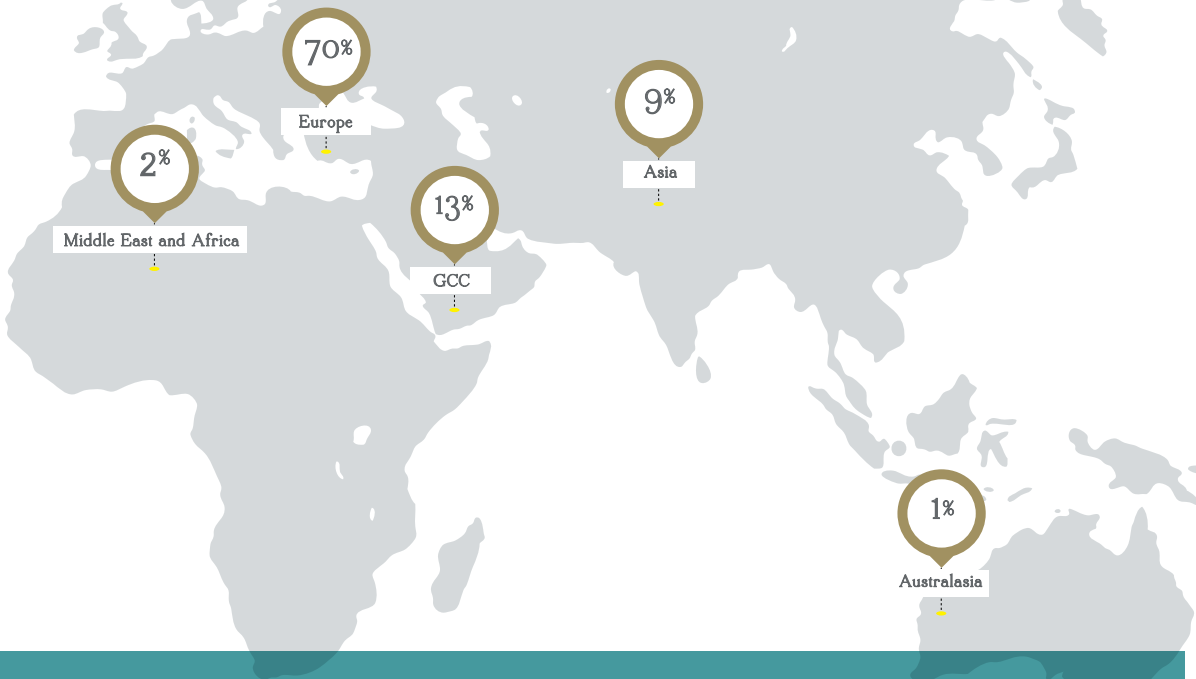 70%
Europe
9%
Asia
2%
Middle East and Africa
13%
GCC
1%
Australasia